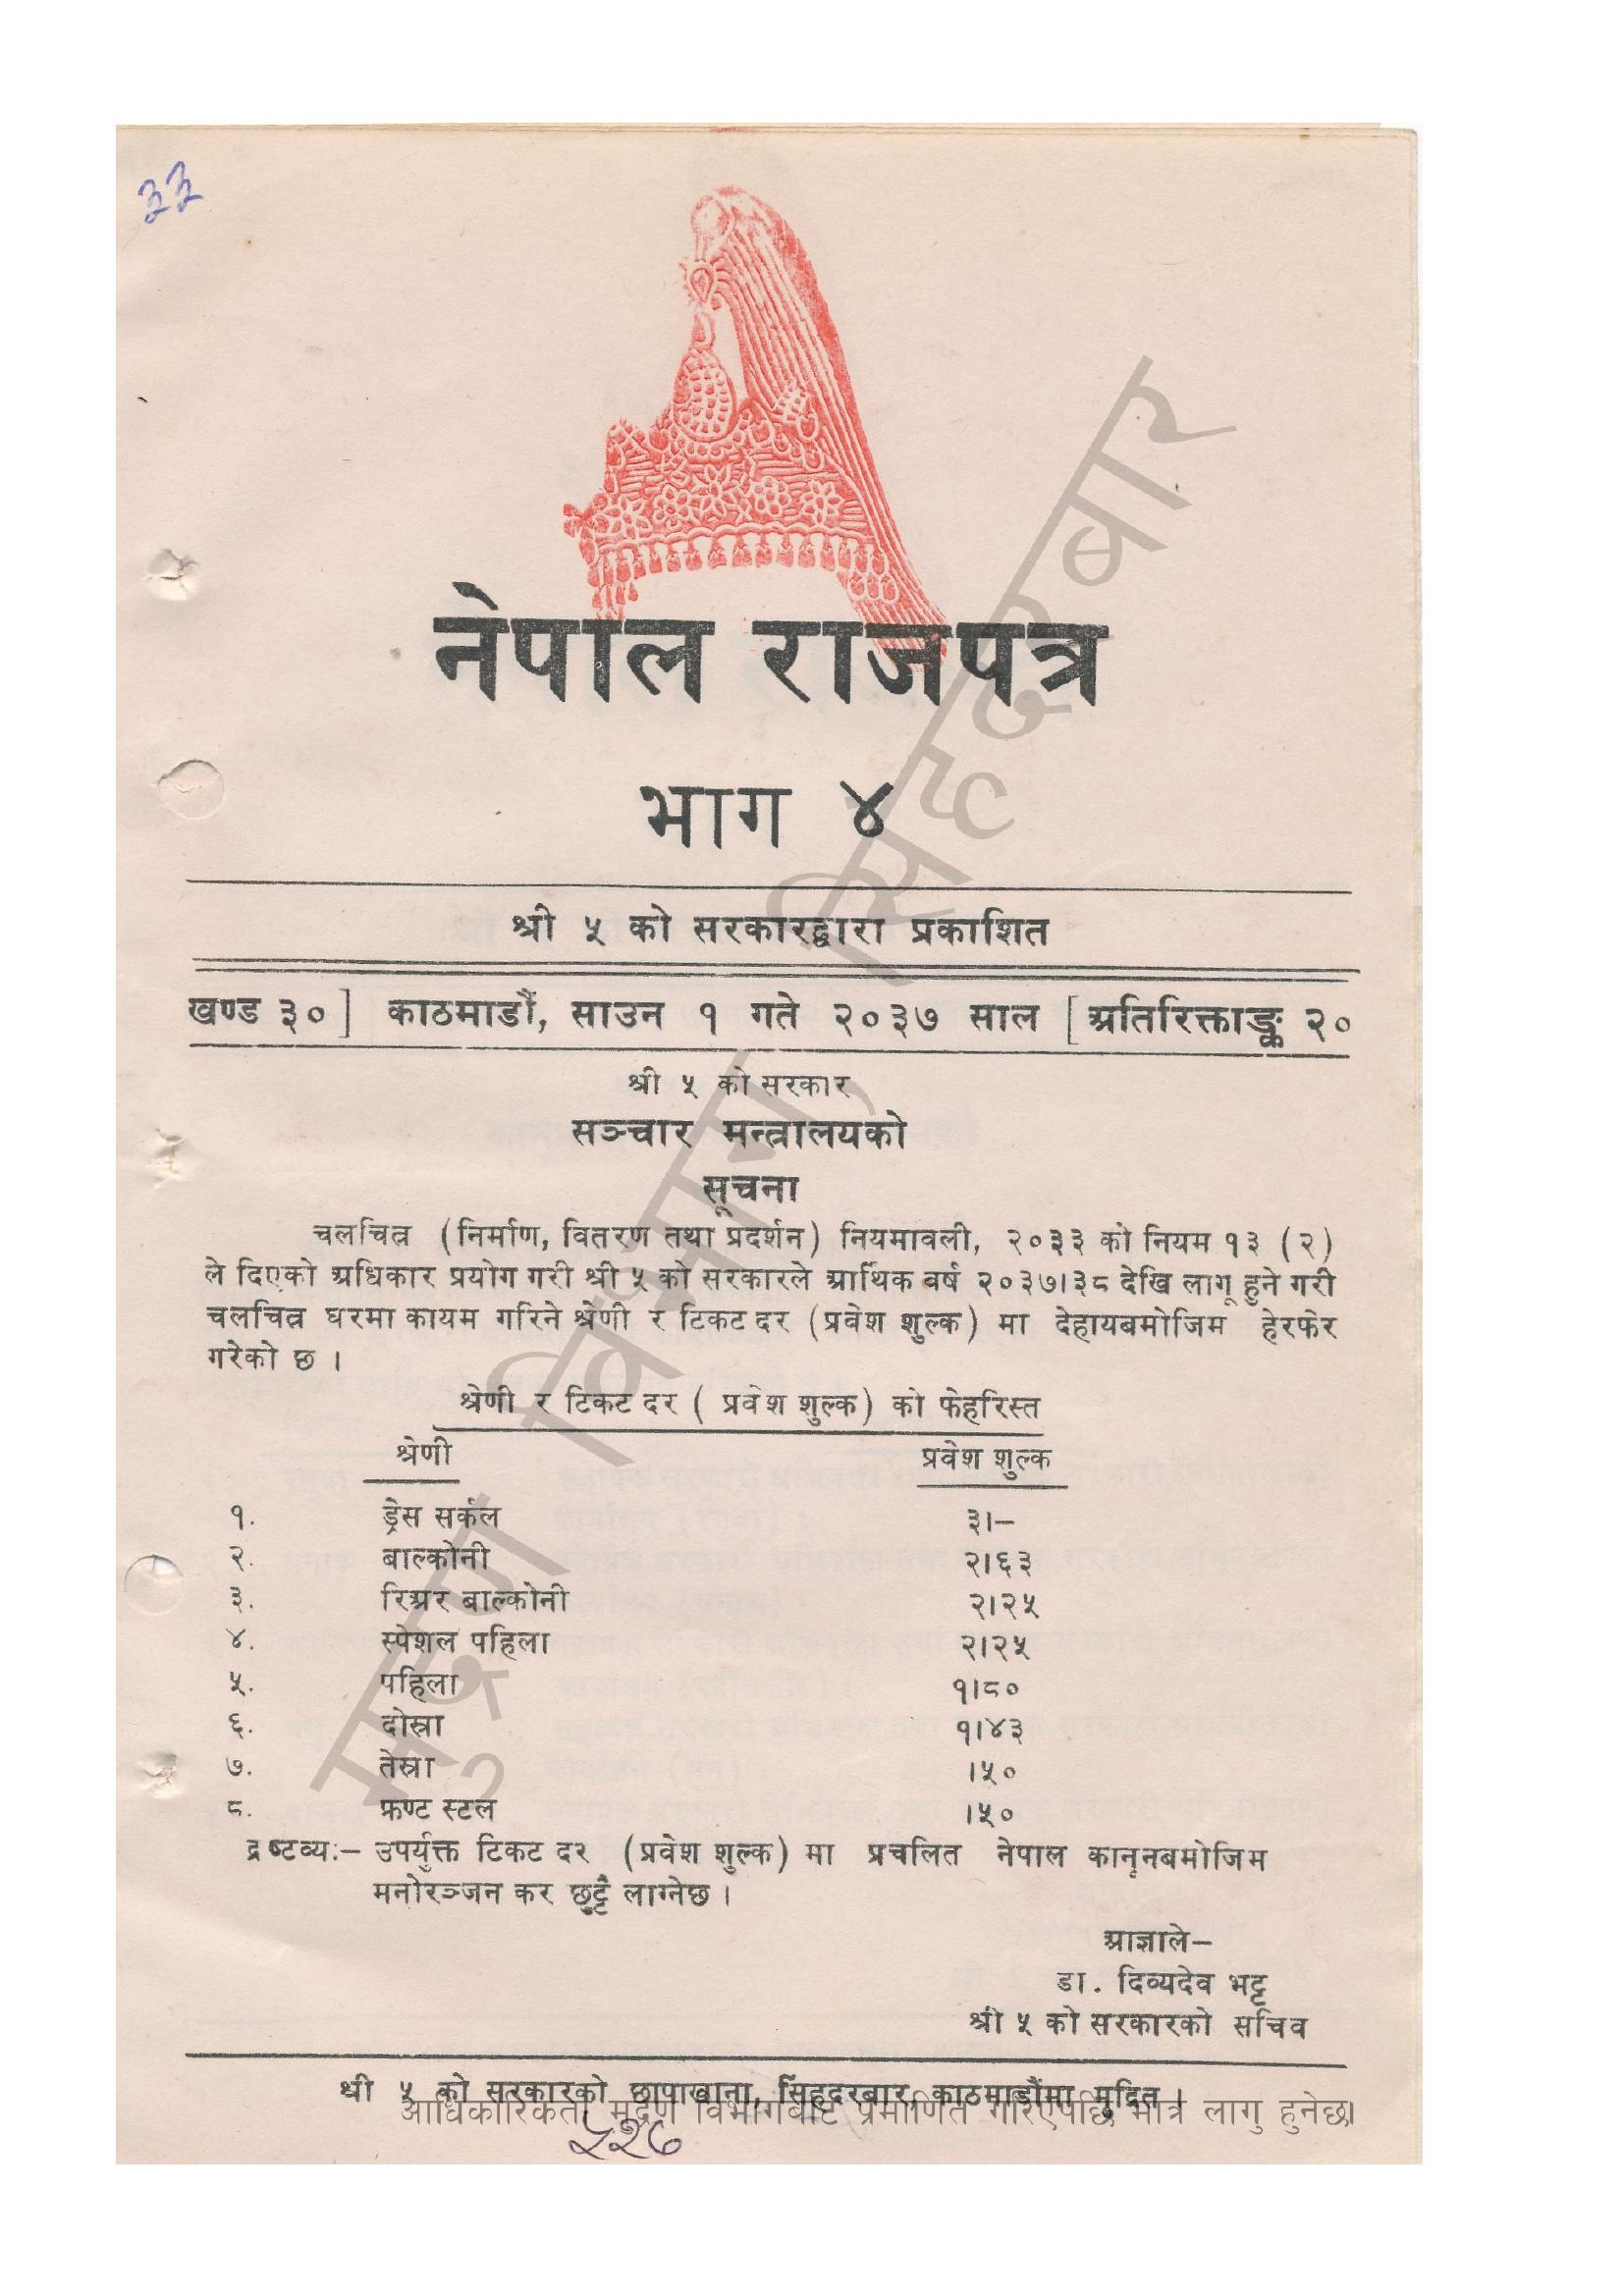 ३३
नेपाल राजपत्र
भाग ४
श्री ५ को सरकारद्वारा प्रकाशित
खण्ड ३०] काठमाडौं, साउन १ गते २०३७ साल [अतिरिक्ताङ्क २०
श्री ५ को सरकार
सञ्चार मन्त्रालयको
सूचना
चलचित्र (निर्माण, वितरण तथा प्रदर्शन) नियमावली, २०३३ को नियम १३ (२)
ले दिएको अधिकार प्रयोग गरी श्री ५ को सरकारले आर्थिक वर्ष २०३७।३८ देखि लागू हुने गरी
चलचित्र घरमा कायम गरिने श्रेणी र टिकट दर (प्रवेश शुल्क) मा देहायबमोजिम हेरफेर
गरेको छ ।
श्रेणी र टिकट दर ( प्रवेश शुल्क) को फेहरिस्त
श्रेणी प्रवेश शुल्क
१. ड्रेस सर्कल ३।–
२. बाल्कोनी २।६३
३. रिअर बाल्कोनी २।२५
४. स्पेशल पहिला २।२५
५. पहिला १।८०
६. दोस्रा १।४३
७. तेस्रा ।५०
८. फ्रण्ट स्टल ।५०
द्रष्टव्य:– उपर्युक्त टिकट दर (प्रवेश शुल्क) मा प्रचलित नेपाल कानूनबमोजिम
मनोरञ्जन कर छुट्टै लाग्नेछ ।
आज्ञाले–
डा. दिव्यदेव भट्ट
श्री ५ को सरकारको सचिव
श्री ५ को सरकारको छापाखाना, सिंहदरबार, काठमाडौंमा मुद्रित ।
आधिकारिकता मुद्रण विभागबाट प्रमाणित गरिएपछि मात्र लागु हुनेछ।
मुद्रण विभाग, सिंहदरबार